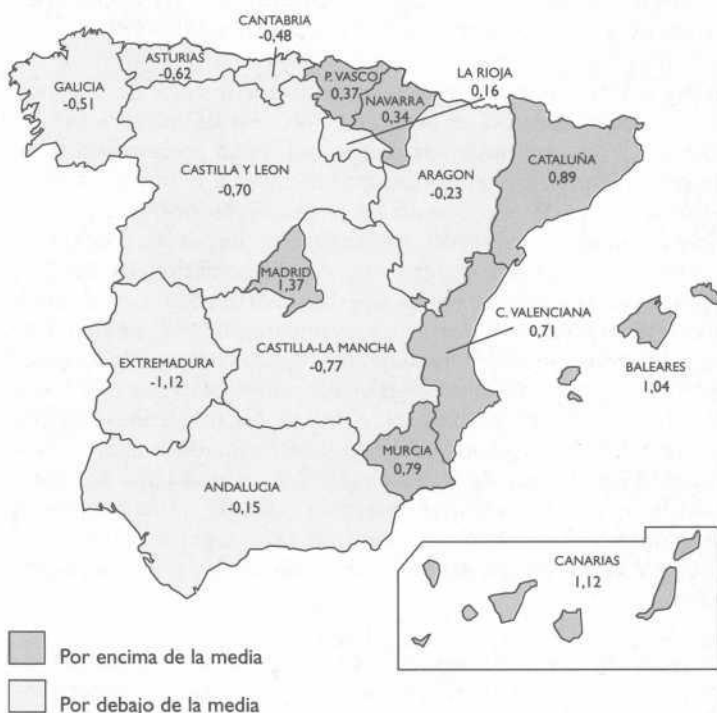 CANTABRIA
-0,48
ASTURIAS
-0,62
GALICIA
-0,51
P. VASCO
0,37
NAVARRA
0,34
LA RIOJA
0,16
CASTILLA Y LEON
-0,70
ARAGON
-0,23
CATALUÑA
0,89
MADRID
1,37
C. VALENCIANA
0,71
EXTREMADURA
-1,12
CASTILLA-LA MANCHA
-0,77
BALEARES
1,04
MURCIA
0,79
ANDALUCIA
-0,15
CANARIAS
1,12
Por encima de la media
Por debajo de la media